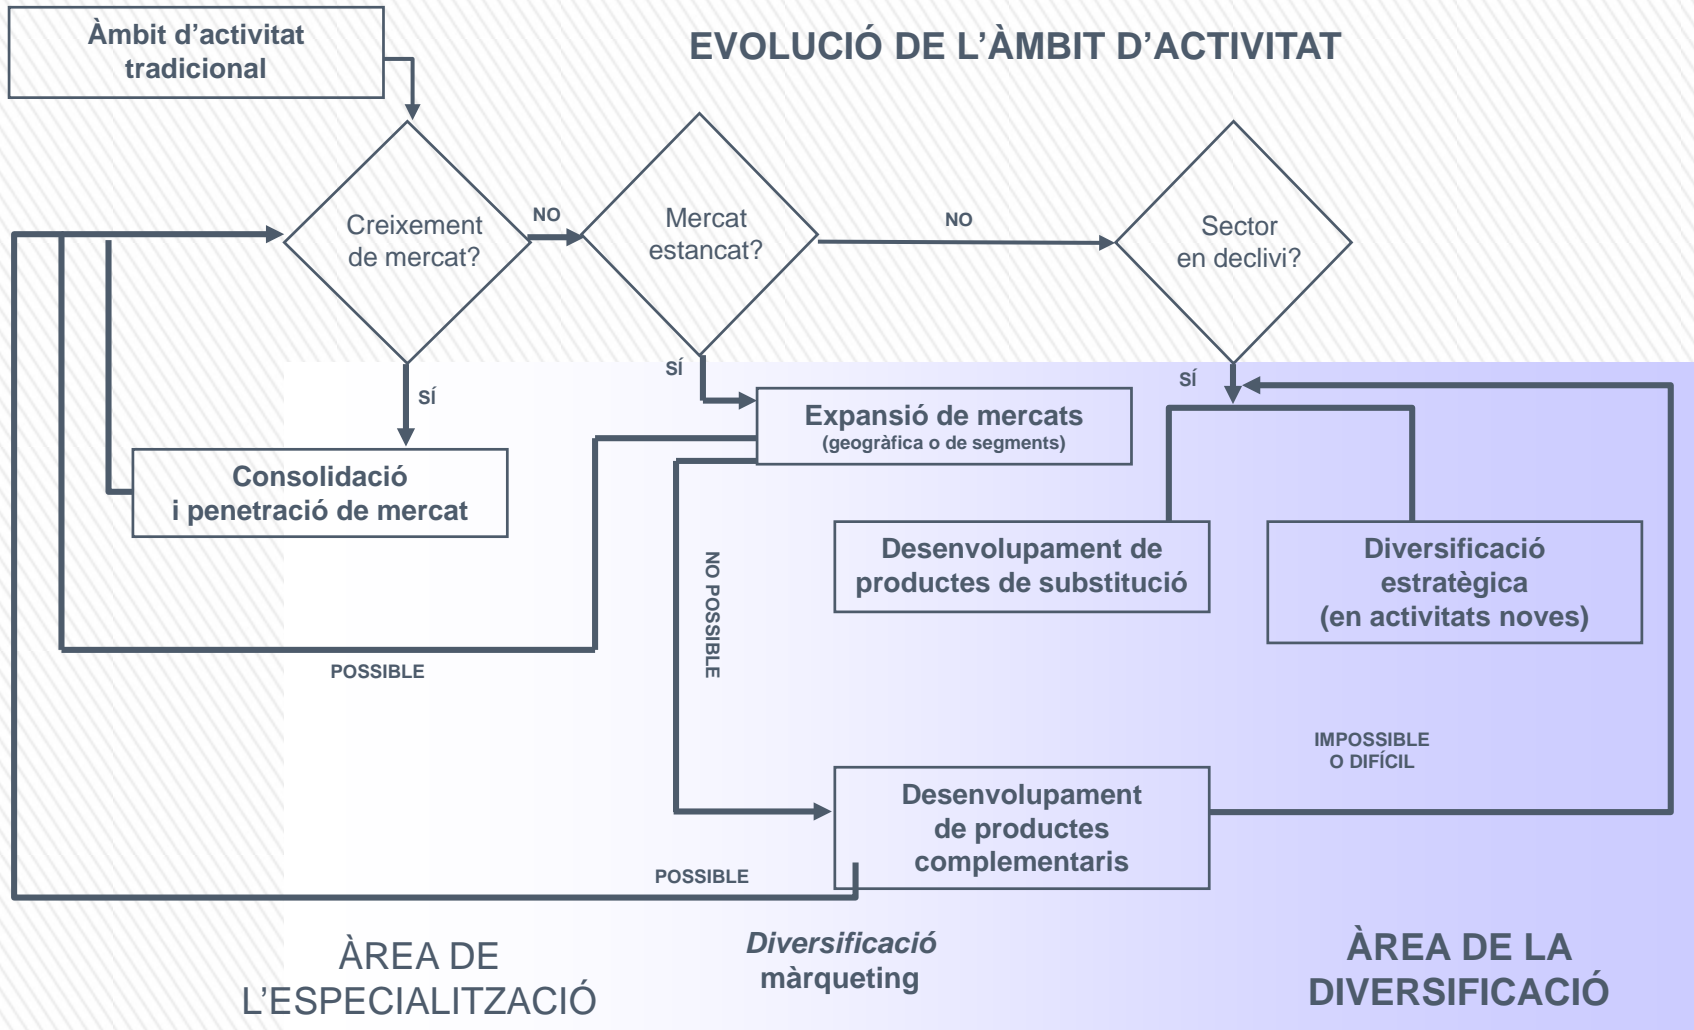 Àmbit d’activitat
tradicional
EVOLUCIÓ DE L’ÀMBIT D’ACTIVITAT
Creixement
de mercat?
NO
Mercat
estancat?
NO
Sector
en declivi?
SÍ
SÍ
SÍ
Expansió de mercats
(geogràfica o de segments)
Consolidació
i penetració de mercat
Desenvolupament de
productes de substitució
Diversificació
estratègica
(en activitats noves)
NO POSSIBLE
POSSIBLE
IMPOSSIBLE
O DIFÍCIL
Desenvolupament
de productes
complementaris
POSSIBLE
ÀREA DE
L’ESPECIALITZACIÓ
Diversificació
màrqueting
ÀREA DE LA
DIVERSIFICACIÓ